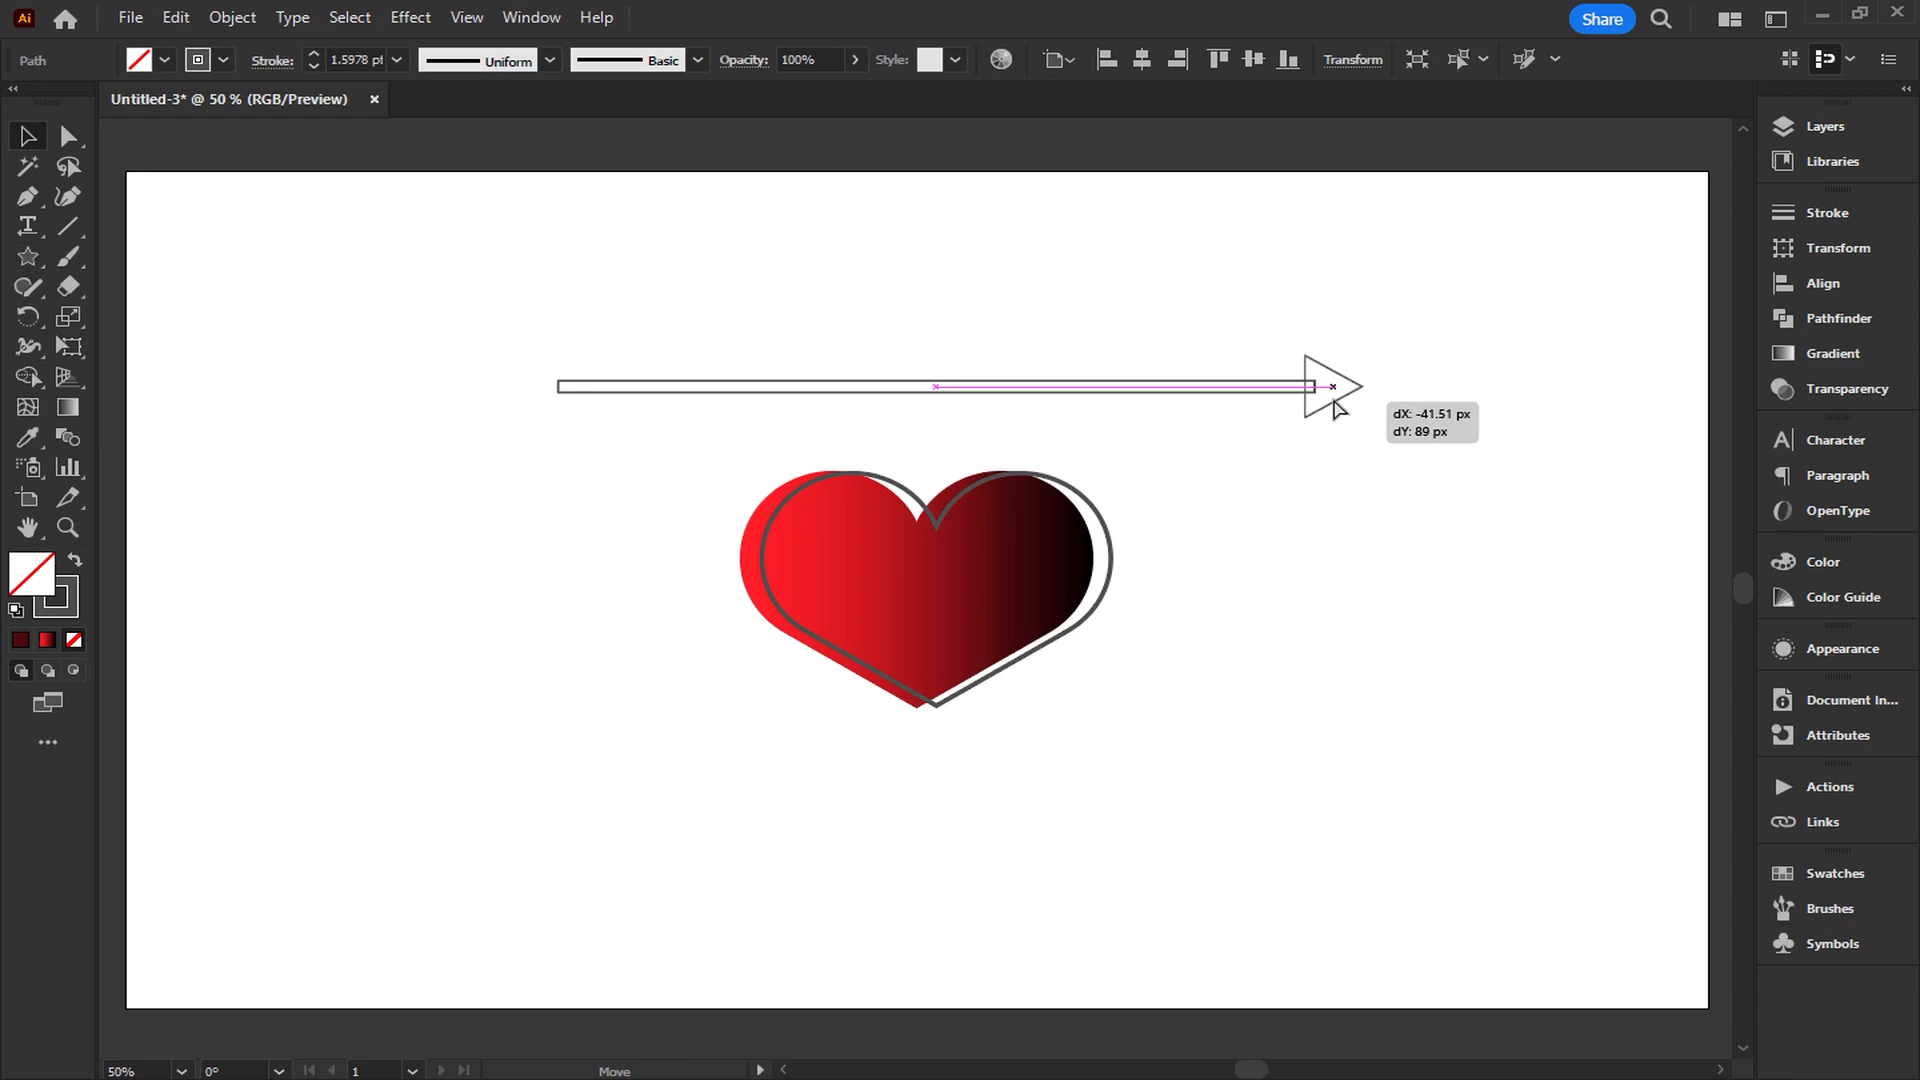 Ai File Edit Object Type Select Effect View Window Help Share
Path Stroke: 1.5978 pt Uniform Basic Opacity: 100% Style: Transform
Untitled-3* @ 50 % (RGB/Preview)
Layers
Libraries
Stroke
Transform
Align
Pathfinder
Gradient
Transparency
dX: -41.51 px
dY: 89 px
Character
Paragraph
OpenType
Color
Color Guide
Appearance
Document In...
Attributes
Actions
Links
Swatches
Brushes
Symbols
50% 0° 1 Move